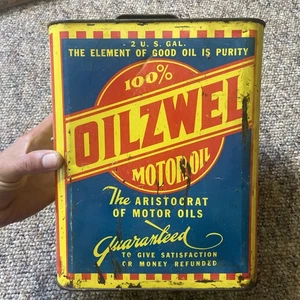 2 U.S. GAL.
THE ELEMENT OF GOOD OIL IS PURITY
100%
OILZWEL
MOTOR OIL
The ARISTOCRAT
OF MOTOR OILS
Guaranteed
TO GIVE SATISFACTION
OR MONEY REFUNDED